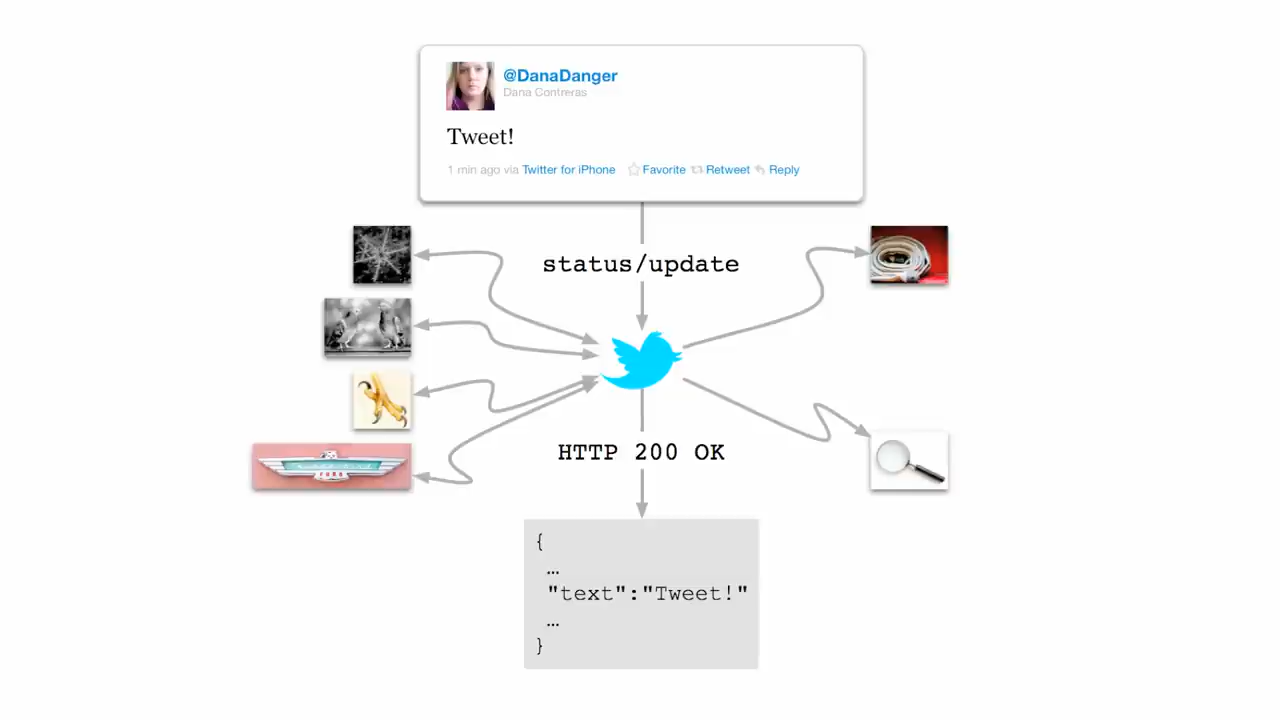 @DanaDanger
Dana Contreras
Tweet!
1 min ago via Twitter for iPhone Favorite Retweet Reply
status/update
FORD
HTTP 200 OK
{
…
"text":"Tweet!"
…
}